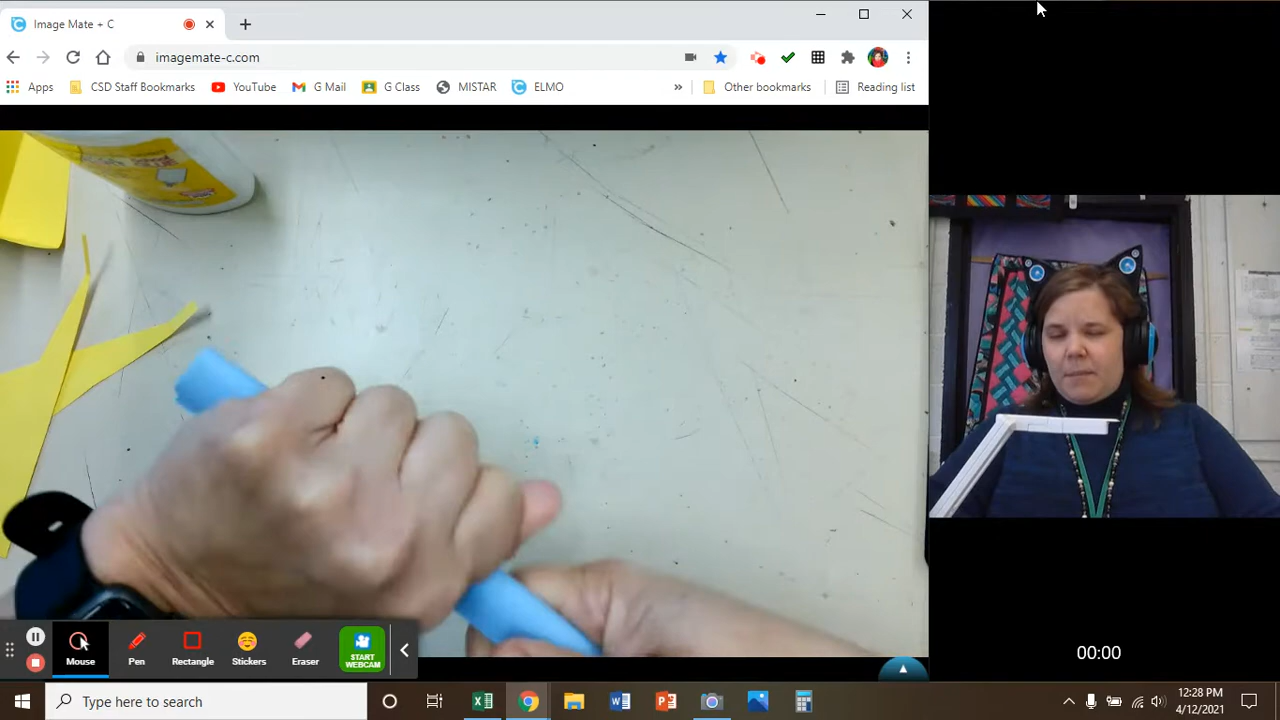 Image Mate + C
imagemate-c.com
Apps CSD Staff Bookmarks YouTube G Mail G Class MISTAR ELMO » Other bookmarks Reading list
Mouse Pen Rectangle Stickers Eraser START WEBCAM
00:00
Type here to search
12:28 PM
4/12/2021